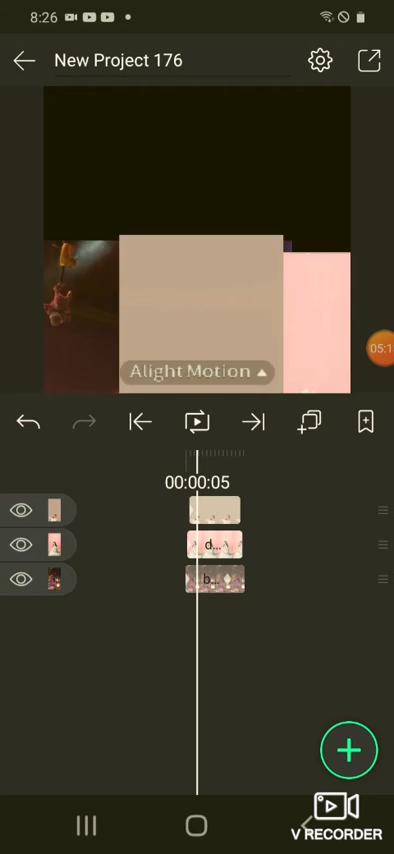 8:26
New Project 176
Alight Motion
05:1
00:00:05
d...
b...
V RECORDER